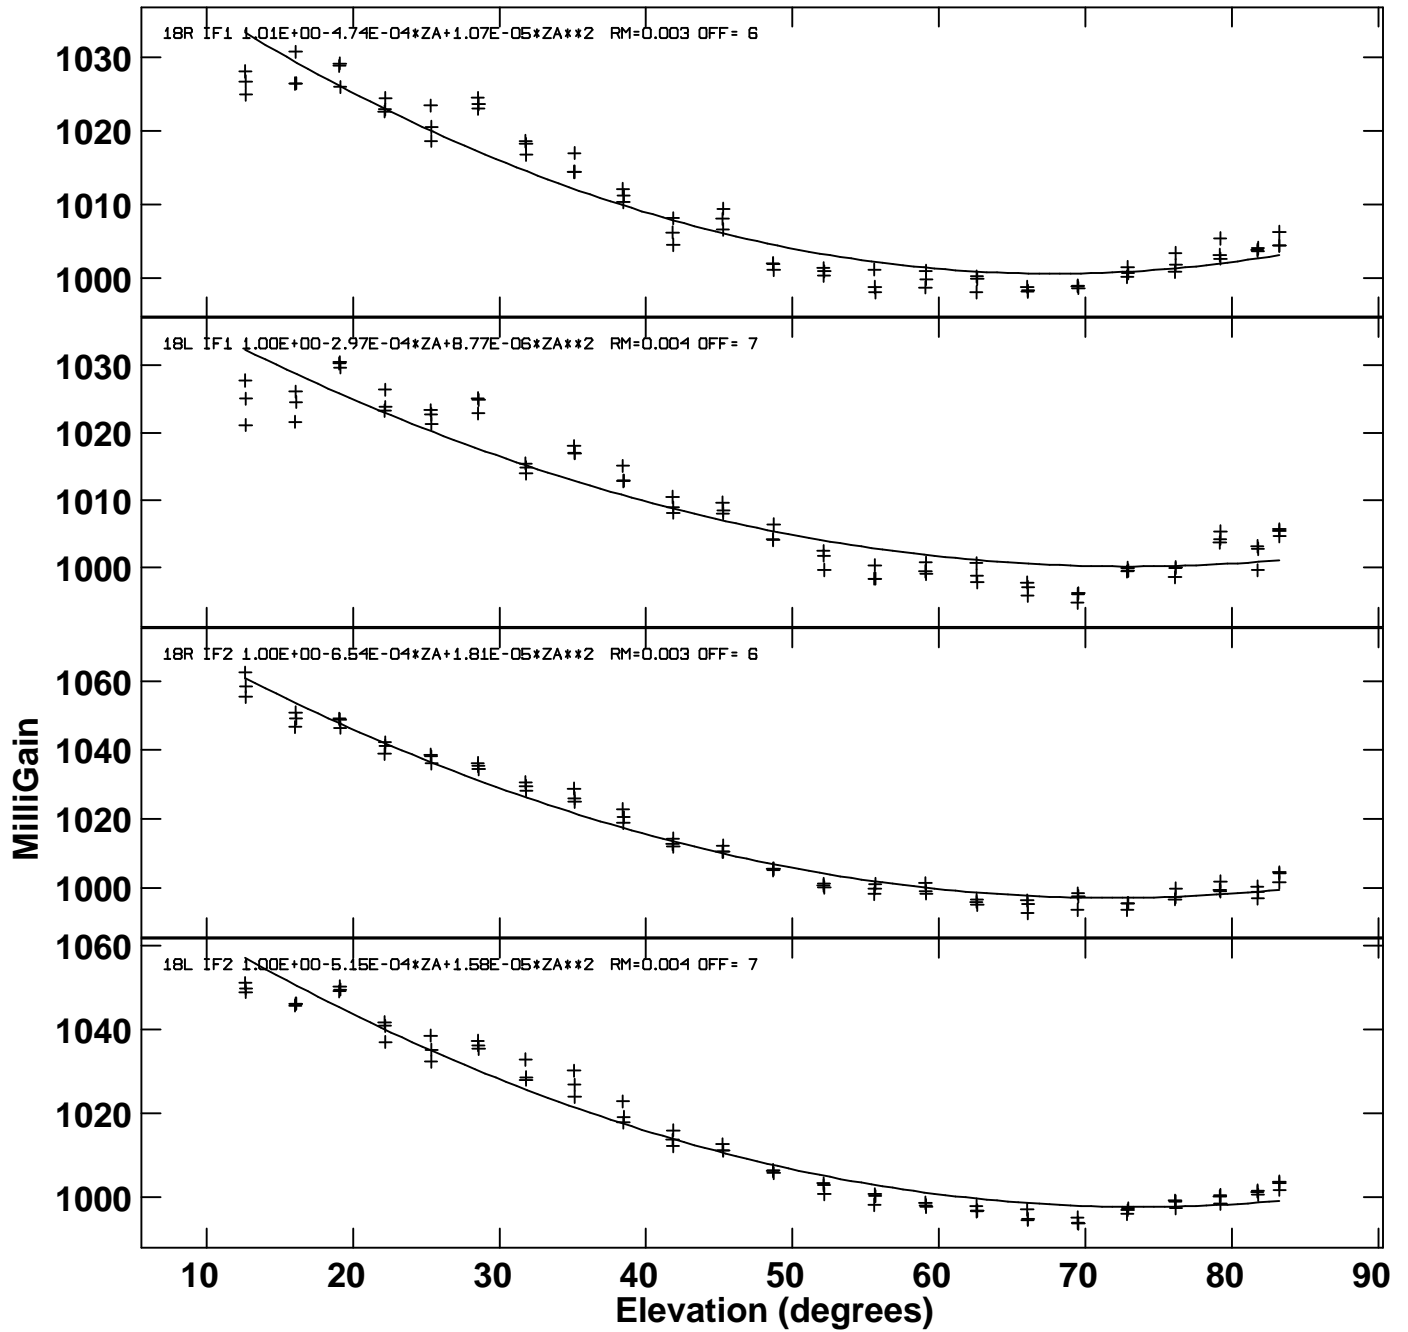 18R IF1 1.01E+00-4.74E-04*ZA+1.07E-05*ZA**2 RM=0.003 OFF= 6
1030
1020
1010
1000
18L IF1 1.00E+00-2.97E-04*ZA+8.77E-06*ZA**2 RM=0.004 OFF= 7
1030
1020
1010
1000
18R IF2 1.00E+00-6.54E-04*ZA+1.81E-05*ZA**2 RM=0.003 OFF= 6
1060
1040
1020
1000
MilliGain
18L IF2 1.00E+00-5.15E-04*ZA+1.58E-05*ZA**2 RM=0.004 OFF= 7
1060
1040
1020
1000
10 20 30 40 50 60 70 80 90
Elevation (degrees)